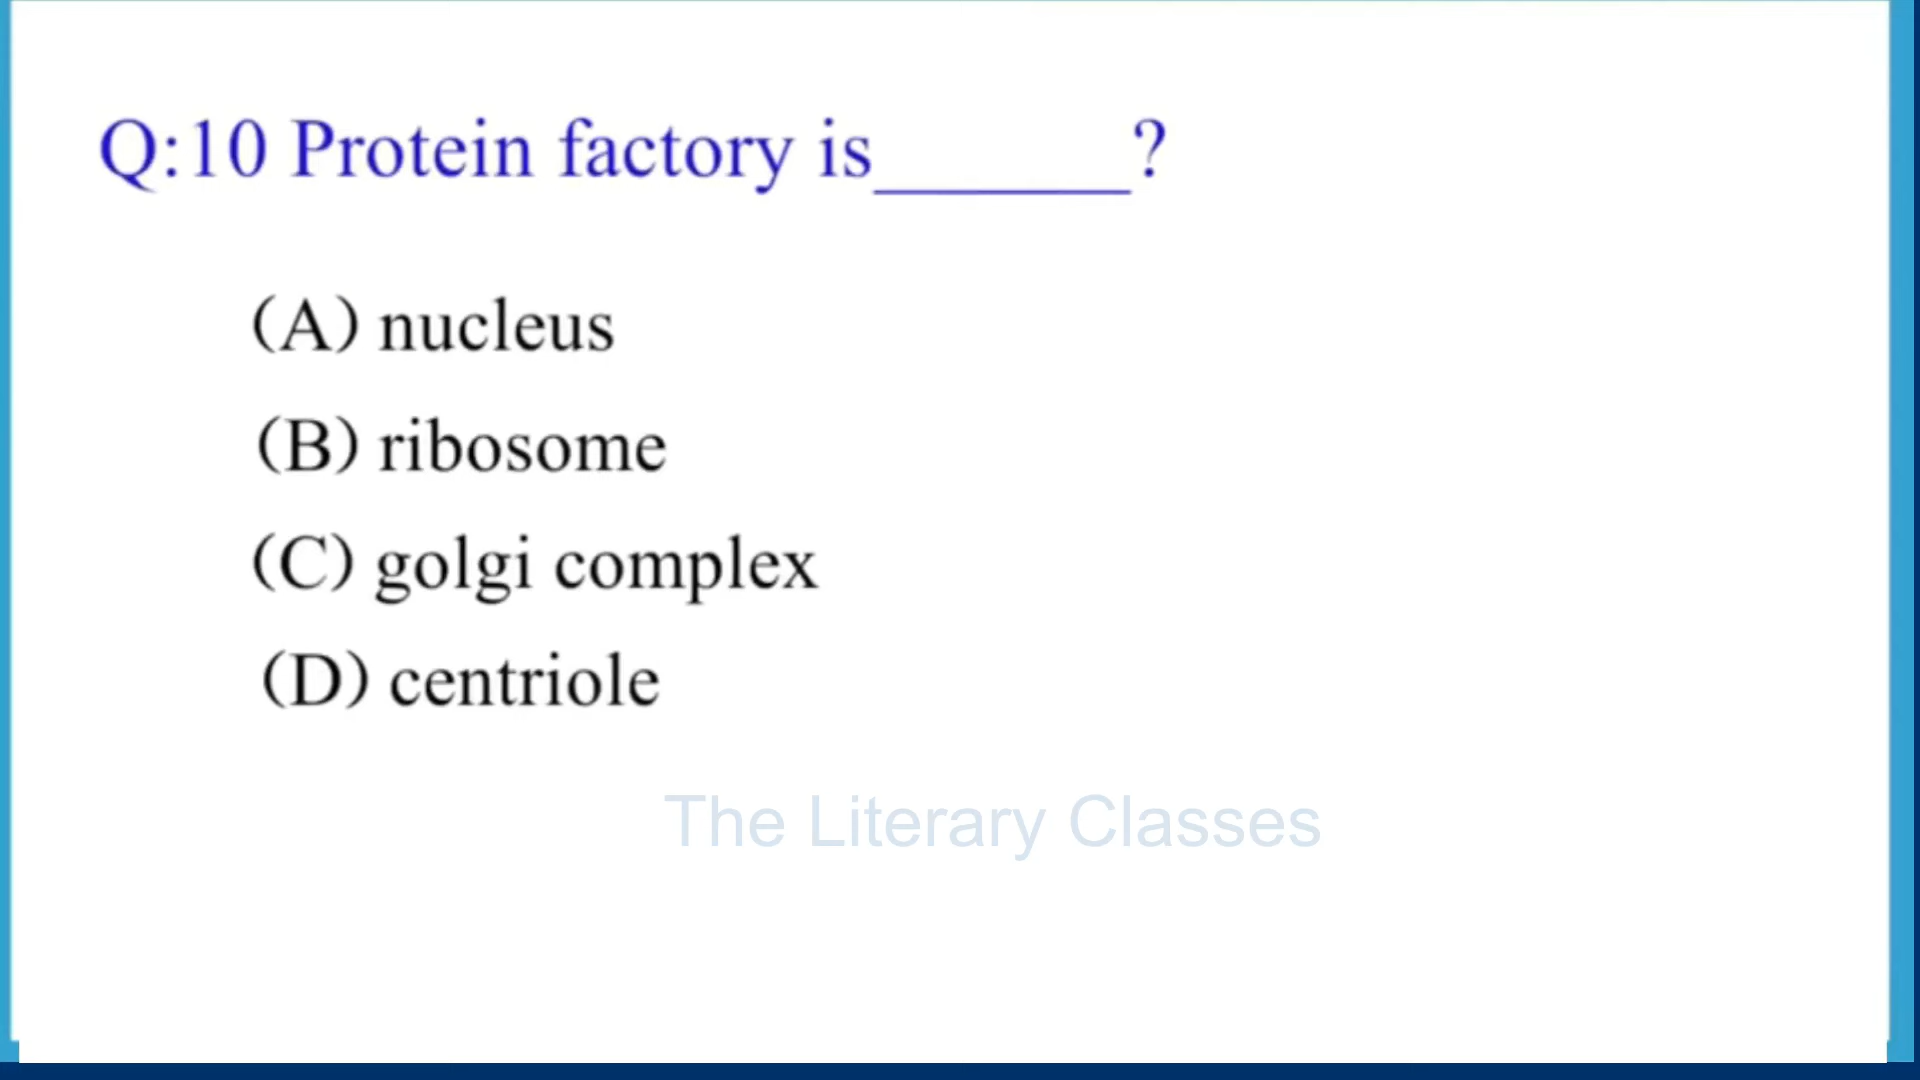 Q:10 Protein factory is______?
(A) nucleus
(B) ribosome
(C) golgi complex
(D) centriole
The Literary Classes